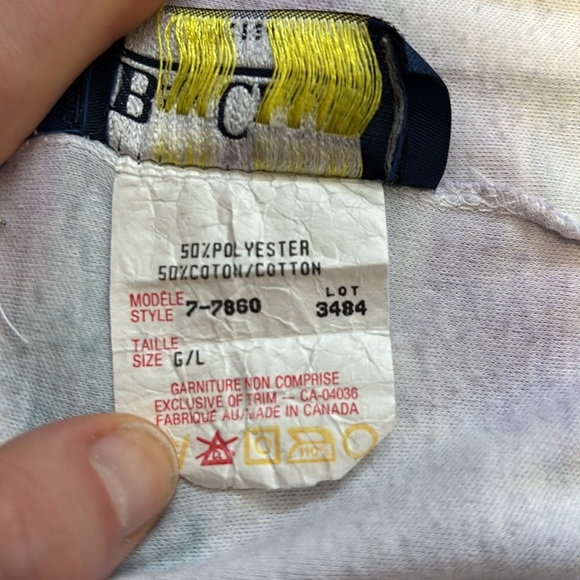 B C
50%POLYESTER
50%COTON/COTTON
MODÈLE
STYLE 7-7860
LOT
3484
TAILLE
SIZE G/L
GARNITURE NON COMPRISE
EXCLUSIVE OF TRIM -- CA-04036
FABRIQUE AU/MADE IN CANADA